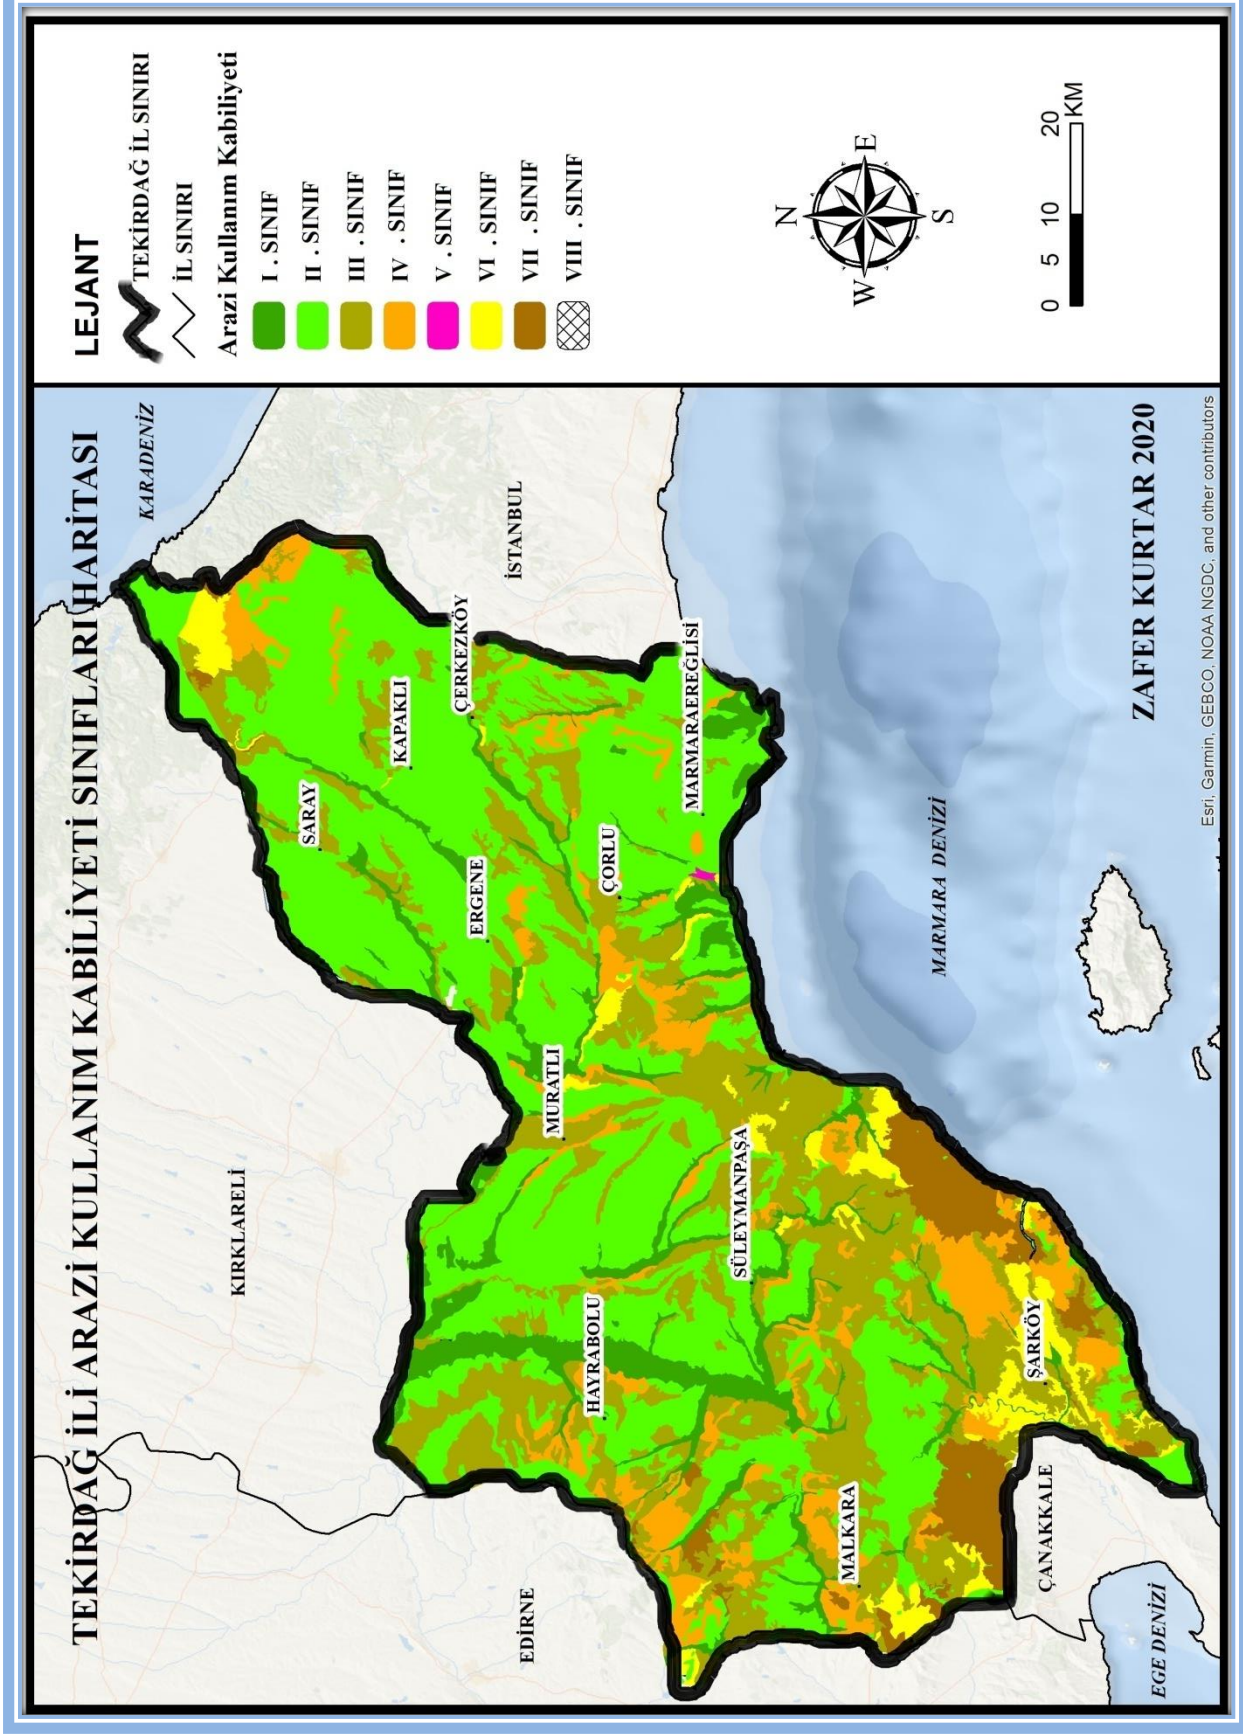 TEKİRDAĞ İLİ ARAZİ KULLANIM KABİLİYETİ SINIFLARI HARİTASI
KARADENİZ
KIRKLARELİ
İSTANBUL
EDİRNE
ÇANAKKALE
EGE DENİZİ
MARMARA DENİZİ
SARAY
KAPAKLI
ÇERKEZKÖY
ERGENE
ÇORLU
MARMARAEREĞLİSİ
MURATLI
SÜLEYMANPAŞA
HAYRABOLU
MALKARA
ŞARKÖY
ZAFER KURTAR 2020
Esri, Garmin, GEBCO, NOAA NGDC, and other contributors
LEJANT
TEKİRDAĞ İL SINIRI
İL SINIRI
Arazi Kullanım Kabiliyeti
I . SINIF
II . SINIF
III . SINIF
IV . SINIF
V . SINIF
VI . SINIF
VII . SINIF
VIII . SINIF
N
W E
S
0 5 10 20
KM